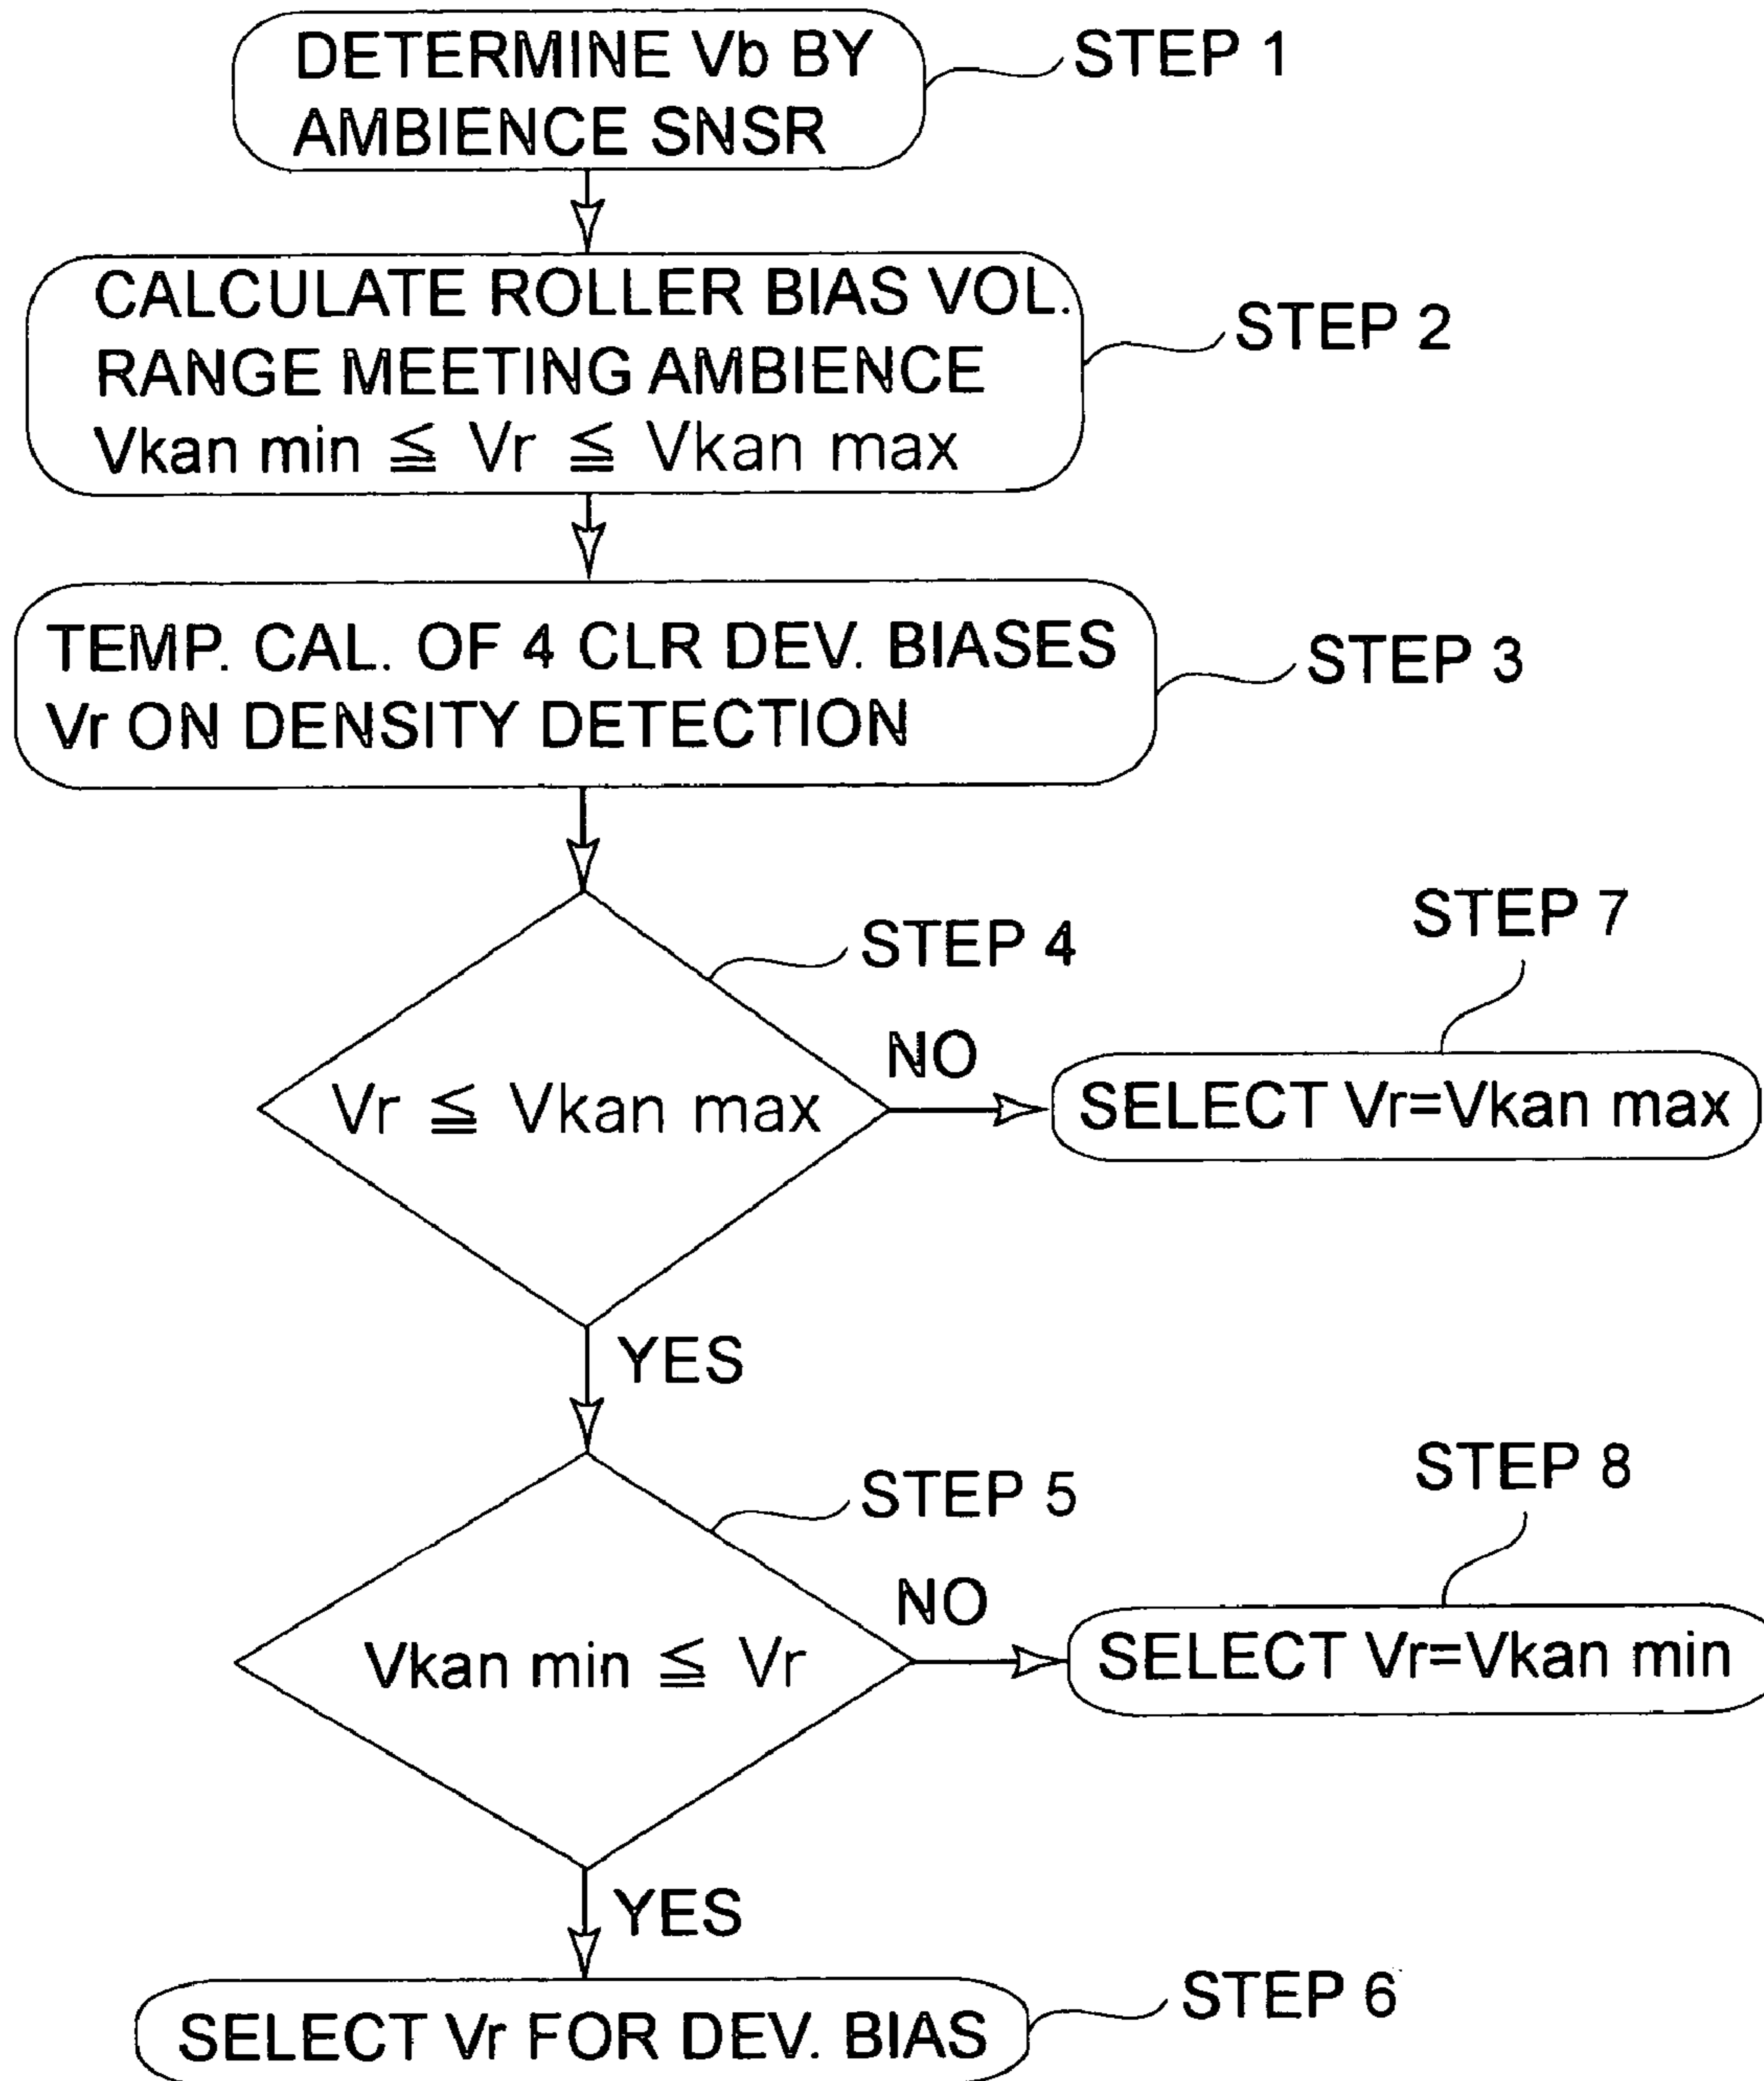 DETERMINE Vb BY
AMBIENCE SNSR
STEP 1
CALCULATE ROLLER BIAS VOL.
RANGE MEETING AMBIENCE
Vkan min ≦ Vr ≦ Vkan max
STEP 2
TEMP. CAL. OF 4 CLR DEV. BIASES
Vr ON DENSITY DETECTION
STEP 3
STEP 4
Vr ≦ Vkan max
NO
STEP 7
SELECT Vr=Vkan max
YES
STEP 5
Vkan min ≦ Vr
NO
STEP 8
SELECT Vr=Vkan min
YES
SELECT Vr FOR DEV. BIAS
STEP 6